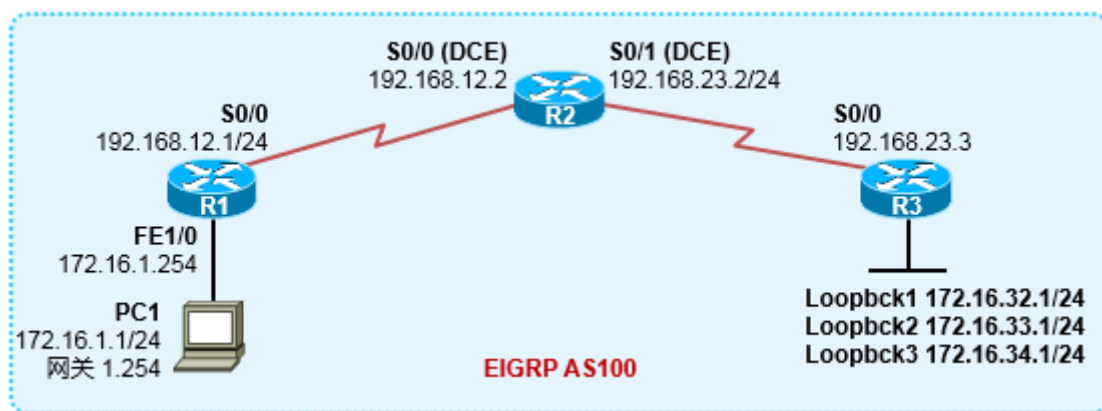 S0/0 (DCE)
192.168.12.2
S0/1 (DCE)
192.168.23.2/24
R2
S0/0
192.168.12.1/24
R1
S0/0
192.168.23.3
R3
FE1/0
172.16.1.254
PC1
172.16.1.1/24
网关 1.254
Loopbck1 172.16.32.1/24
Loopbck2 172.16.33.1/24
Loopbck3 172.16.34.1/24
EIGRP AS100